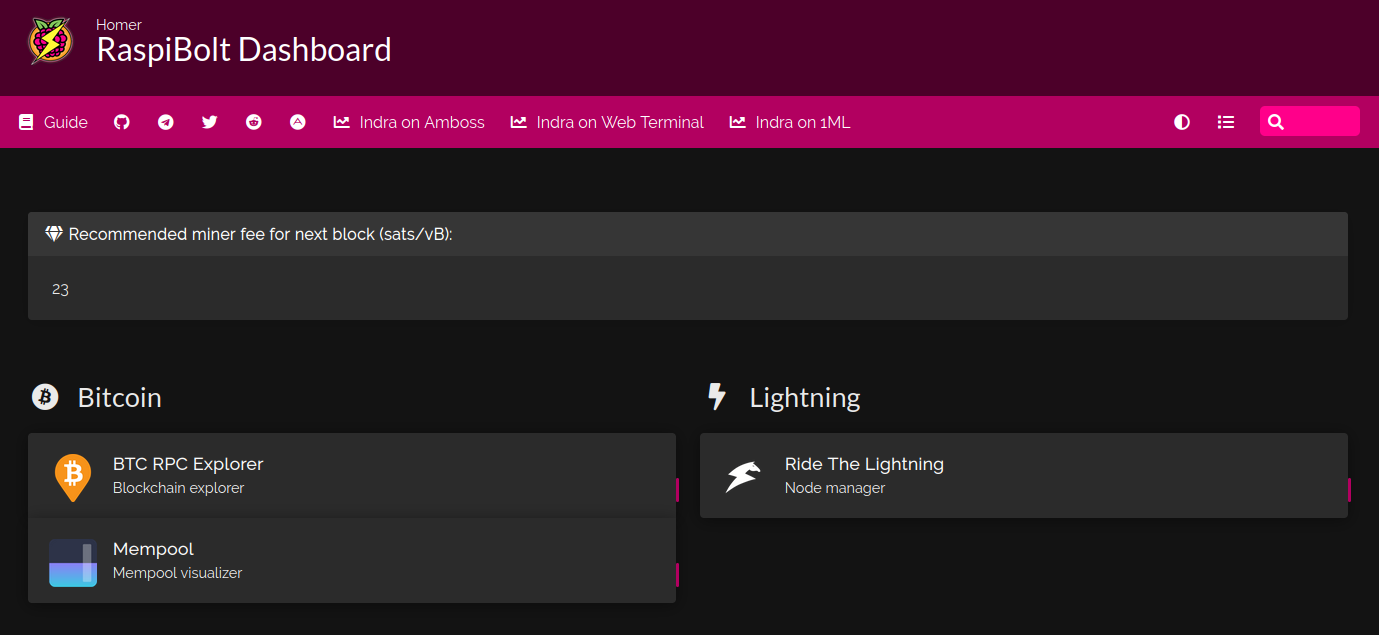 Homer
RaspiBolt Dashboard
Guide
Indra on Amboss
Indra on Web Terminal
Indra on 1ML
Recommended miner fee for next block (sats/vB):
23
Bitcoin
BTC RPC Explorer
Blockchain explorer
Mempool
Mempool visualizer
Lightning
Ride The Lightning
Node manager